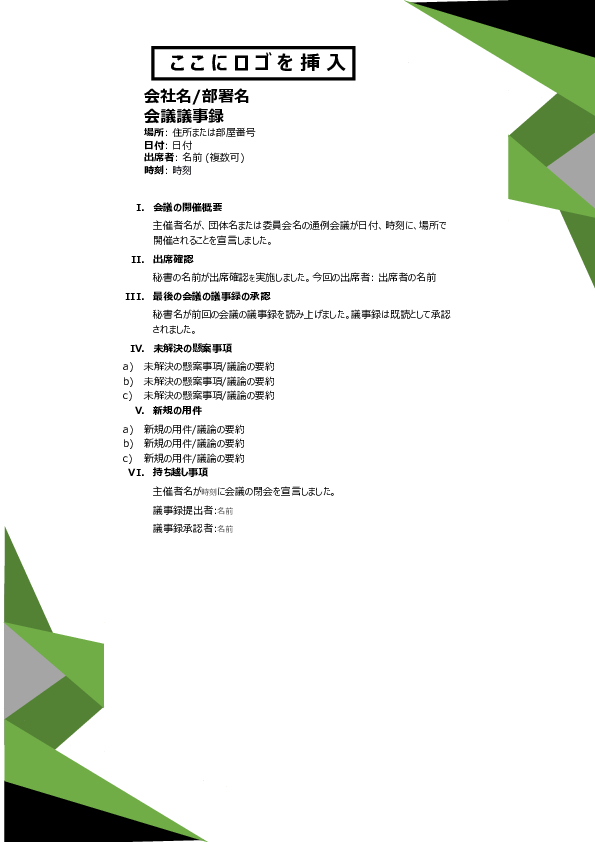 ここにロゴを挿入
会社名/部署名
会議議事録
場所: 住所または部屋番号
日付: 日付
出席者: 名前 (複数可)
時刻: 時刻
I. 会議の開催概要
主催者名が、団体名または委員会名の通例会議が日付、時刻に、場所で
開催されることを宣言しました。
II. 出席確認
秘書の名前が出席確認を実施しました。今回の出席者: 出席者の名前
III. 最後の会議の議事録の承認
秘書名が前回の会議の議事録を読み上げました。議事録は既読として承認
されました。
IV. 未解決の懸案事項
a) 未解決の懸案事項/議論の要約
b) 未解決の懸案事項/議論の要約
c) 未解決の懸案事項/議論の要約
V. 新規の用件
a) 新規の用件/議論の要約
b) 新規の用件/議論の要約
c) 新規の用件/議論の要約
VI. 持ち越し事項
主催者名が時刻に会議の閉会を宣言しました。
議事録提出者:名前
議事録承認者:名前